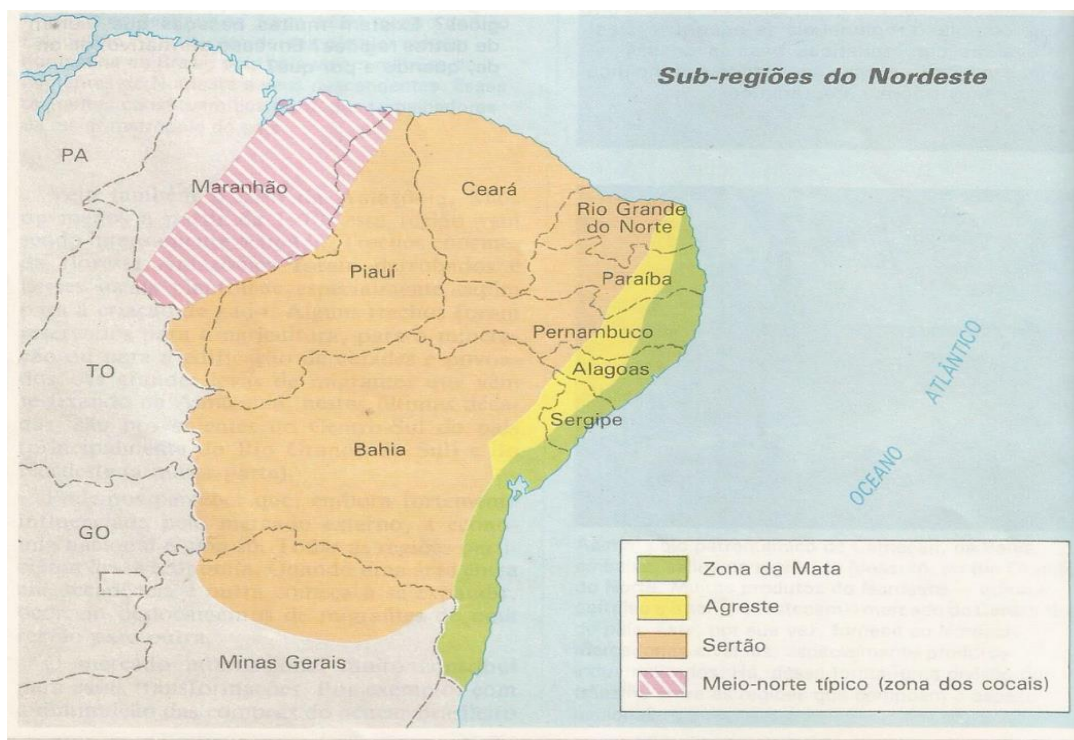 Sub-regiões do Nordeste
PA
Maranhão
Ceará
Rio Grande
do Norte
Piauí
Paraíba
Pernambuco
TO
Alagoas
Sergipe
Bahia
OCEANO ATLÂNTICO
GO
Minas Gerais
Zona da Mata
Agreste
Sertão
Meio-norte típico (zona dos cocais)